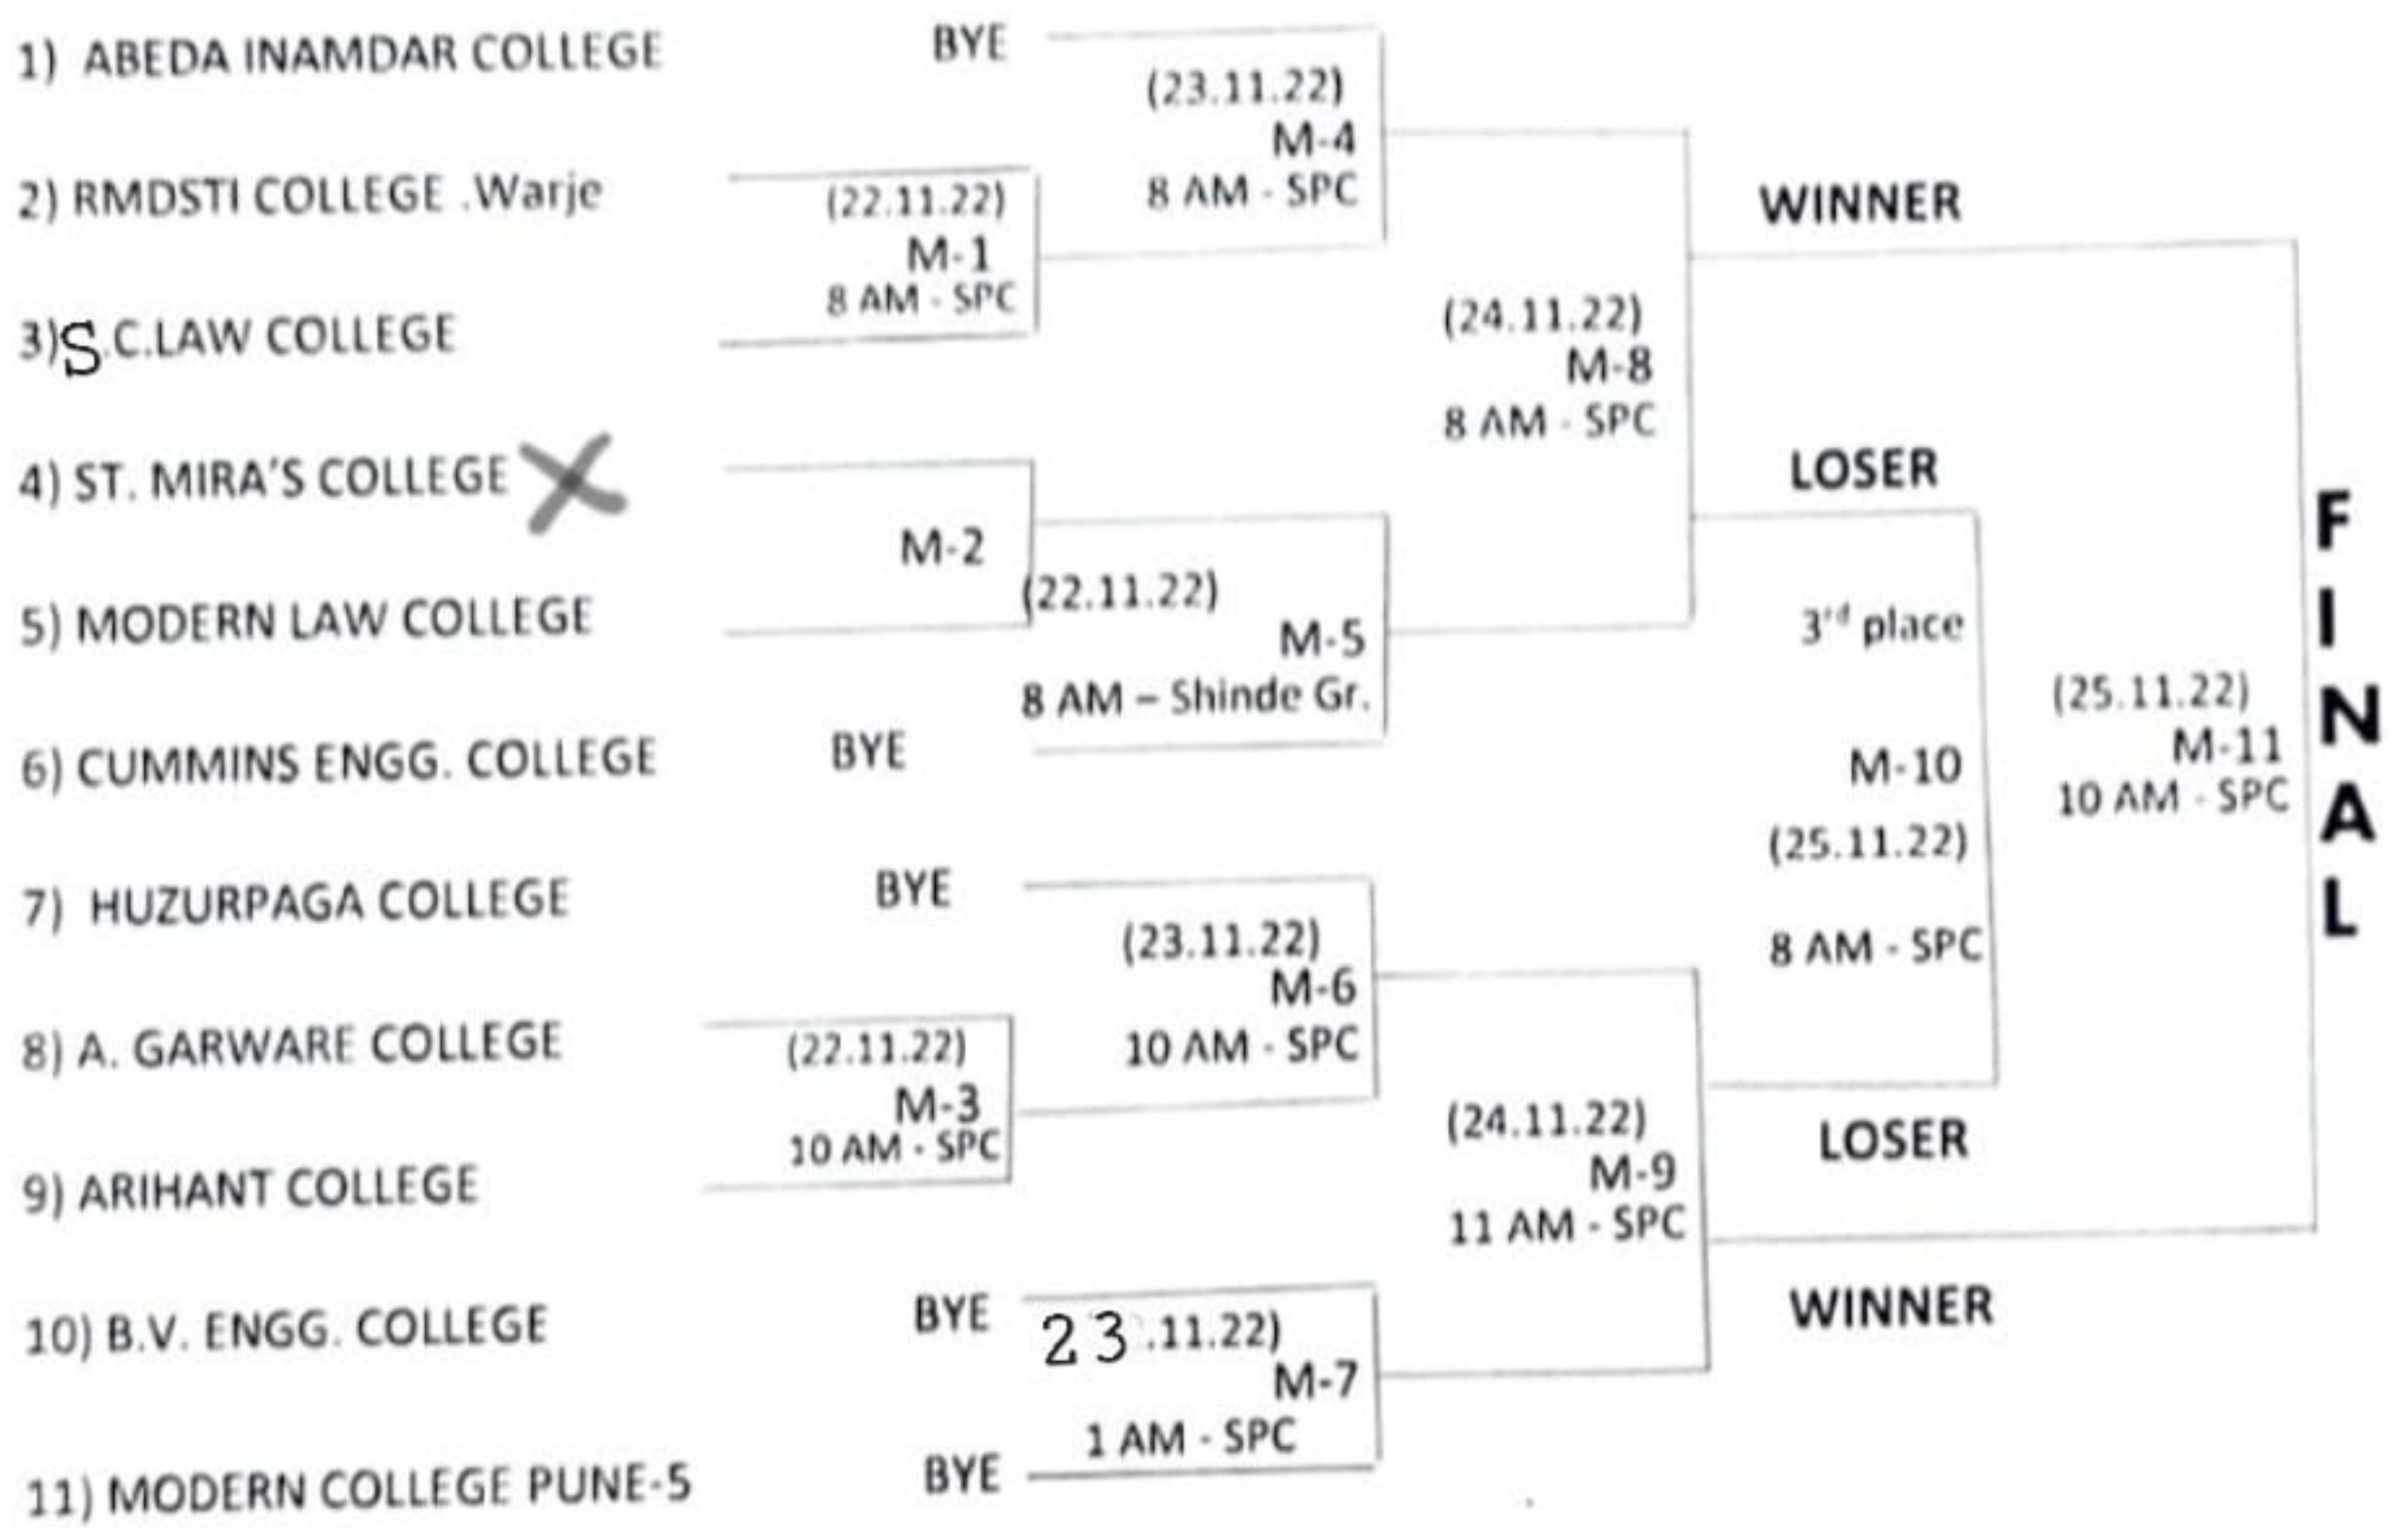 1) ABEDA INAMDAR COLLEGE BYE
(23.11.22)
M-4
8 AM - SPC
2) RMDSTI COLLEGE .Warje
(22.11.22)
M-1
8 AM - SPC
WINNER
3)S.C.LAW COLLEGE
(24.11.22)
M-8
8 AM - SPC
4) ST. MIRA'S COLLEGE
LOSER
M-2
5) MODERN LAW COLLEGE
(22.11.22)
M-5
8 AM – Shinde Gr.
3rd place
6) CUMMINS ENGG. COLLEGE BYE
M-10
(25.11.22)
8 AM - SPC
(25.11.22)
M-11
10 AM - SPC
FINAL
7) HUZURPAGA COLLEGE BYE
(23.11.22)
M-6
10 AM - SPC
8) A. GARWARE COLLEGE
(22.11.22)
M-3
10 AM - SPC
9) ARIHANT COLLEGE
(24.11.22)
M-9
11 AM - SPC
LOSER
10) B.V. ENGG. COLLEGE BYE
23.11.22)
M-7
1 AM - SPC
WINNER
11) MODERN COLLEGE PUNE-5 BYE